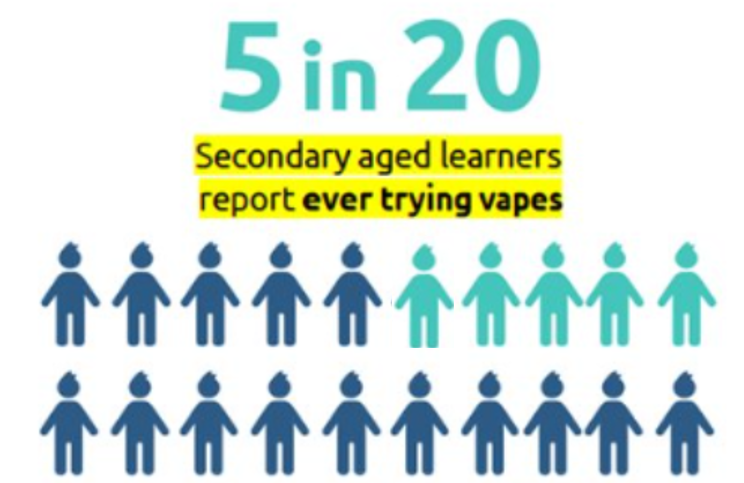 5 in 20
Secondary aged learners
report ever trying vapes